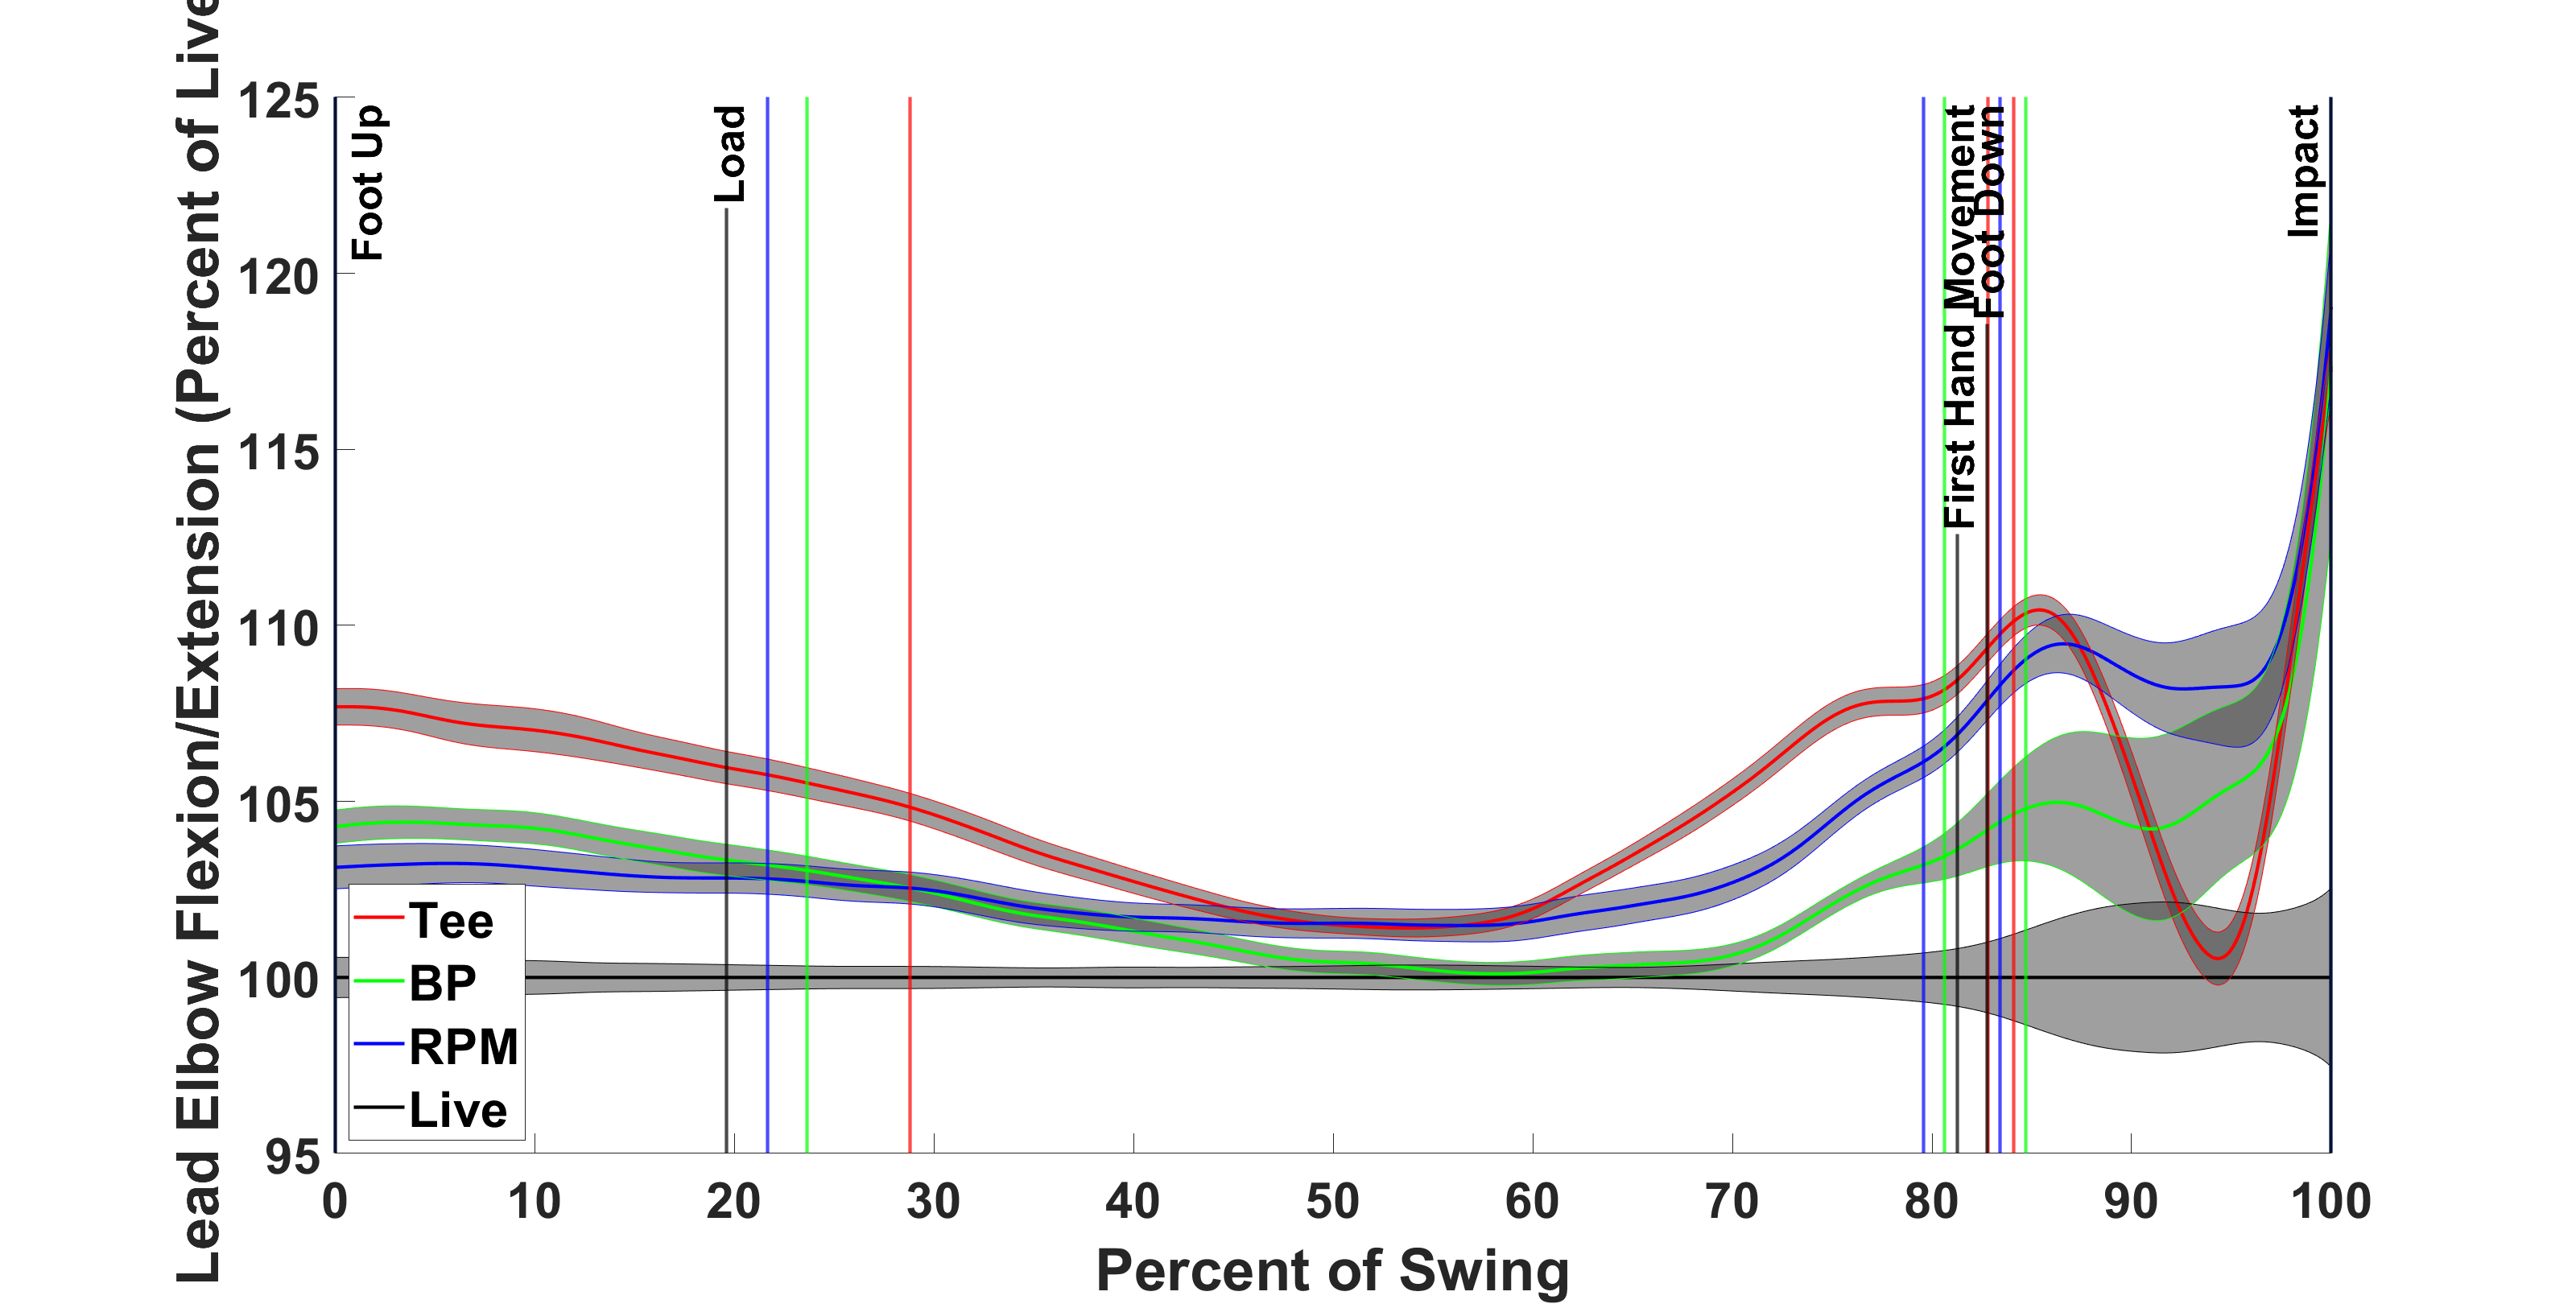 Lead Elbow Flexion/Extension (Percent of Live
125
120
115
110
105
100
95
Foot Up
Load
First Hand Movement
Foot Down
Impact
Tee
BP
RPM
Live
0 10 20 30 40 50 60 70 80 90 100
Percent of Swing